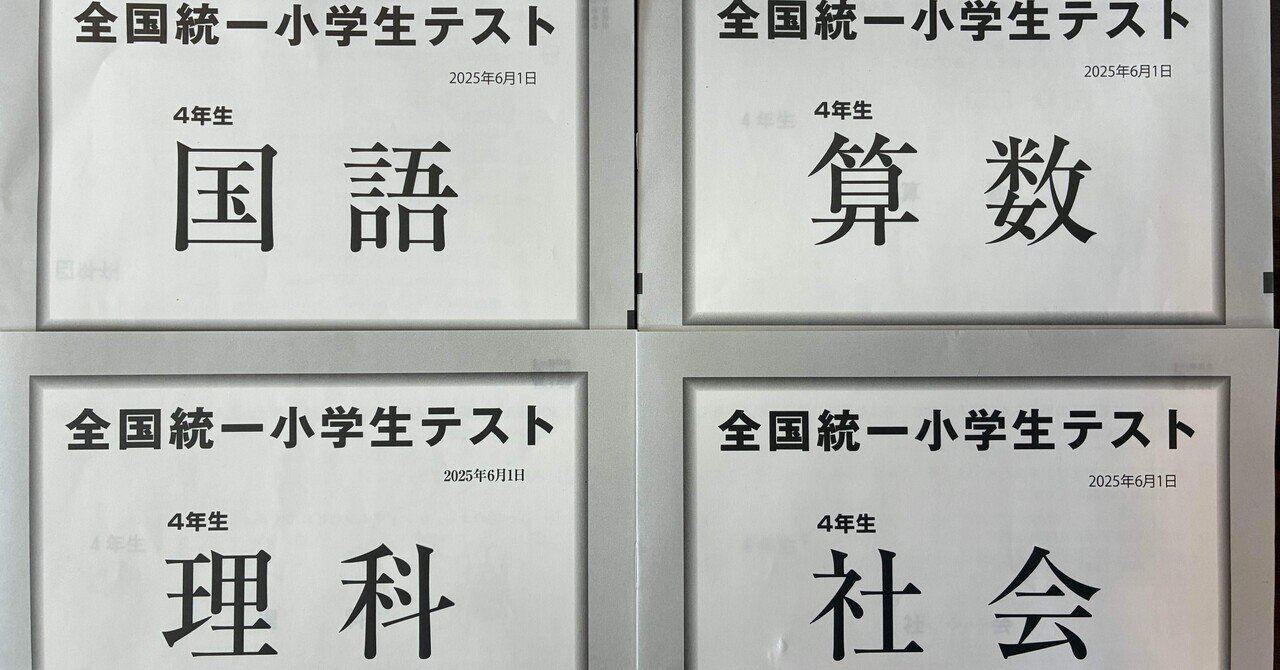 全国統一小学生テスト
2025年6月1日
4年生
国語
全国統一小学生テスト
2025年6月1日
4年生
算数
全国統一小学生テスト
2025年6月1日
4年生
理科
全国統一小学生テスト
2025年6月1日
4年生
社会